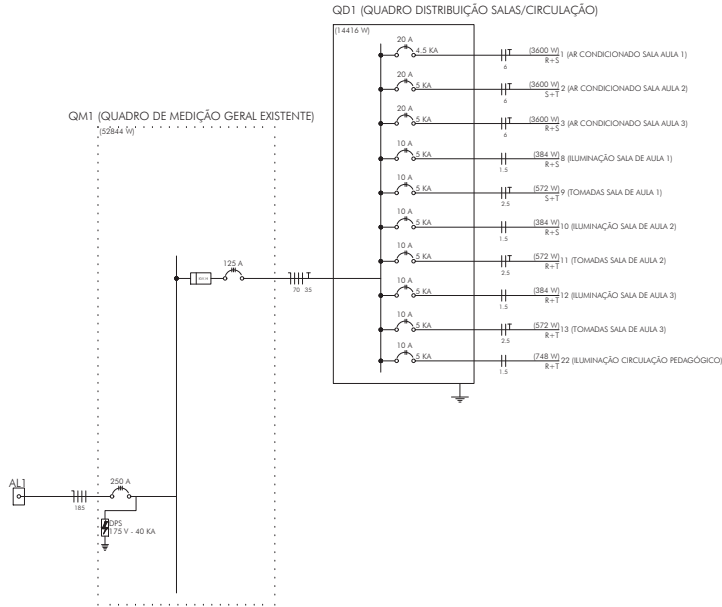 QD1 (QUADRO DISTRIBUIÇÃO SALAS/CIRCULAÇÃO)
(14416 W)
20 A
4.5 KA
6
(3600 W)
R+S
1 (AR CONDICIONADO SALA AULA 1)
20 A
5 KA
6
(3600 W)
S+T
2 (AR CONDICIONADO SALA AULA 2)
20 A
5 KA
6
(3600 W)
R+S
3 (AR CONDICIONADO SALA AULA 3)
10 A
5 KA
1.5
(384 W)
R+S
8 (ILUMINAÇÃO SALA DE AULA 1)
10 A
5 KA
2.5
(572 W)
S+T
9 (TOMADAS SALA DE AULA 1)
10 A
5 KA
1.5
(384 W)
R+S
10 (ILUMINAÇÃO SALA DE AULA 2)
10 A
5 KA
2.5
(572 W)
R+T
11 (TOMADAS SALA DE AULA 2)
10 A
5 KA
1.5
(384 W)
R+T
12 (ILUMINAÇÃO SALA DE AULA 3)
10 A
5 KA
2.5
(572 W)
R+T
13 (TOMADAS SALA DE AULA 3)
10 A
5 KA
1.5
(748 W)
R+T
22 (ILUMINAÇÃO CIRCULAÇÃO PEDAGÓGICO)
QM1 (QUADRO DE MEDIÇÃO GERAL EXISTENTE)
(52844 W)
125 A
70 35
AL1
185
250 A
DPS
175 V - 40 KA